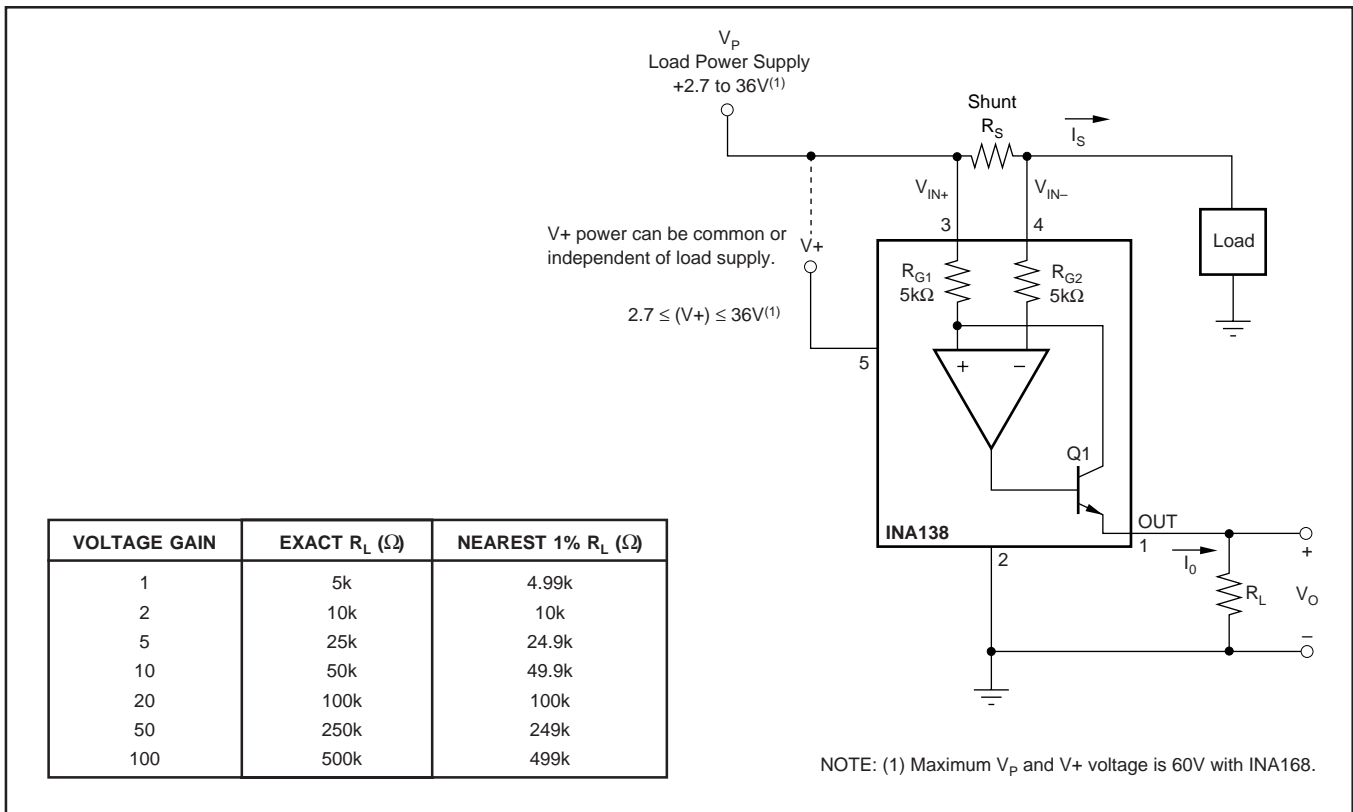 V_P
Load Power Supply
+2.7 to 36V(1)
Shunt
R_S
I_S
V_IN+
V_IN–
3
4
Load
V+ power can be common or
independent of load supply.
V+
R_G1
5kΩ
R_G2
5kΩ
2.7 ≤ (V+) ≤ 36V(1)
5
+
–
Q1
OUT
INA138
1
2
I_0
+
R_L
V_O
–
VOLTAGE GAIN EXACT R_L (Ω) NEAREST 1% R_L (Ω)
1 5k 4.99k
2 10k 10k
5 25k 24.9k
10 50k 49.9k
20 100k 100k
50 250k 249k
100 500k 499k
NOTE: (1) Maximum V_P and V+ voltage is 60V with INA168.